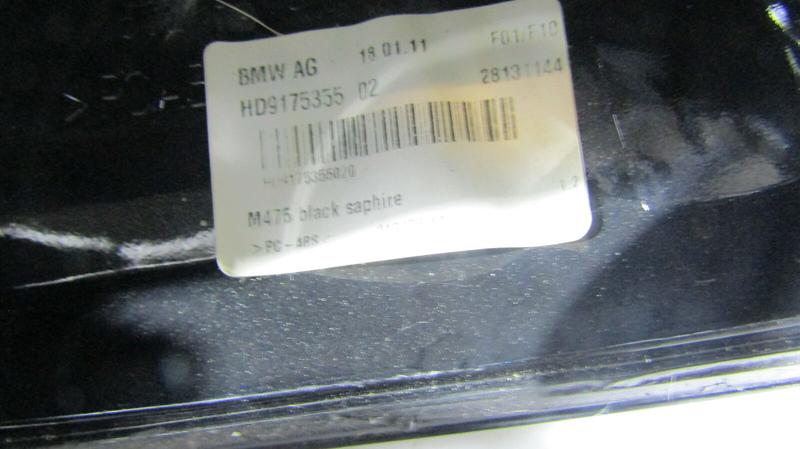 BMW AG 18 01.11 F01/F10
HD9175355 02 28131144
M475 black saphire
>PC-ABS